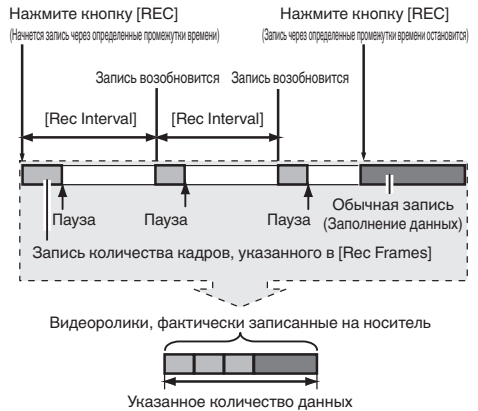 Нажмите кнопку [REC]
(Начнется запись через определенные промежутки времени)
Нажмите кнопку [REC]
(Запись через определенные промежутки времени остановится)
Запись возобновится
Запись возобновится
[Rec Interval]
[Rec Interval]
Пауза
Пауза
Пауза
Обычная запись
(Заполнение данных)
Запись количества кадров, указанного в [Rec Frames]
Видеоролики, фактически записанные на носитель
Указанное количество данных